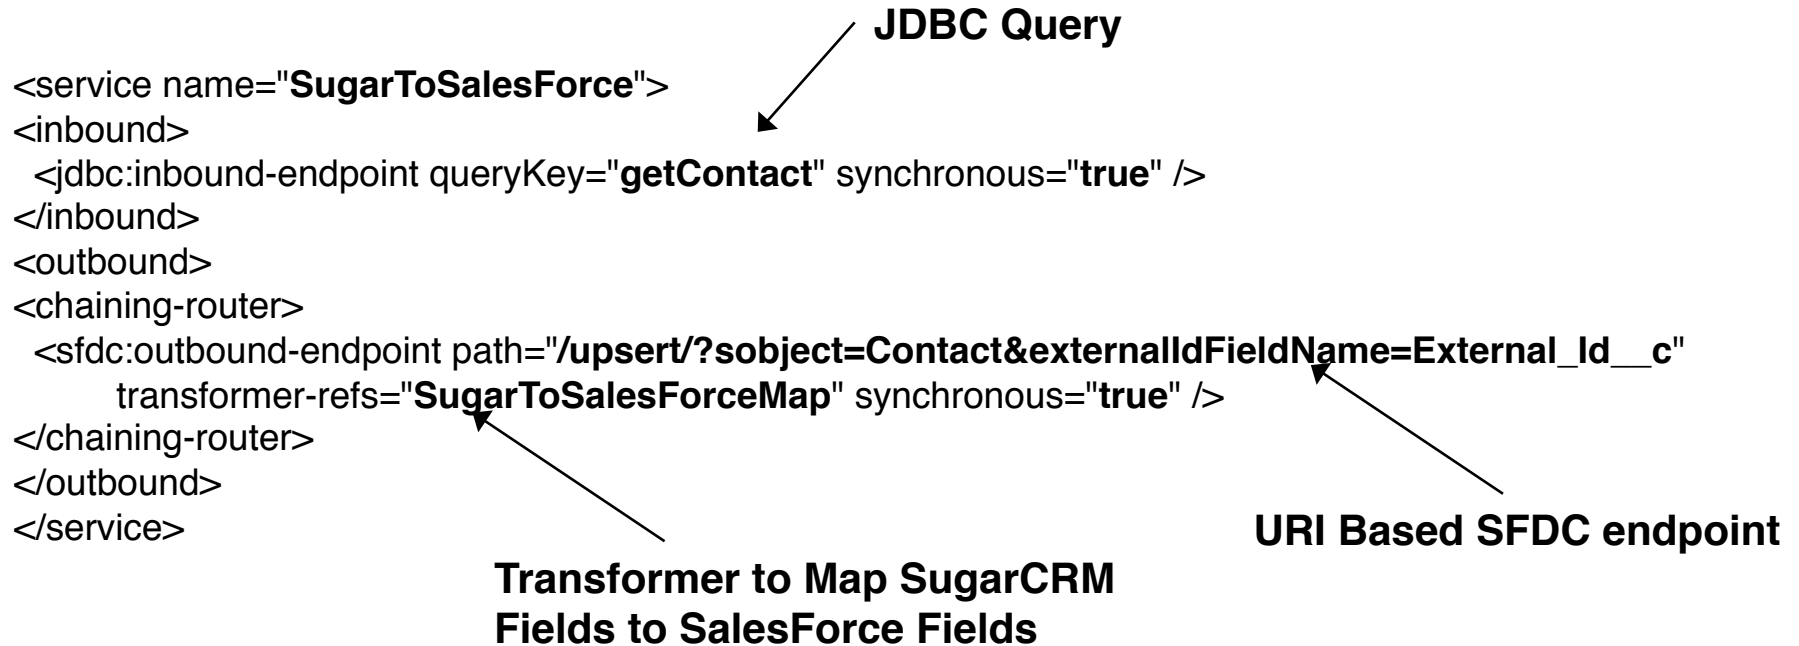 JDBC Query
<service name="SugarToSalesForce">
<inbound>
<jdbc:inbound-endpoint queryKey="getContact" synchronous="true" />
</inbound>
<outbound>
<chaining-router>
<sfdc:outbound-endpoint path="/upsert/?sobject=Contact&externalIdFieldName=External_Id__c"
transformer-refs="SugarToSalesForceMap" synchronous="true" />
</chaining-router>
</outbound>
</service>
URI Based SFDC endpoint
Transformer to Map SugarCRM
Fields to SalesForce Fields